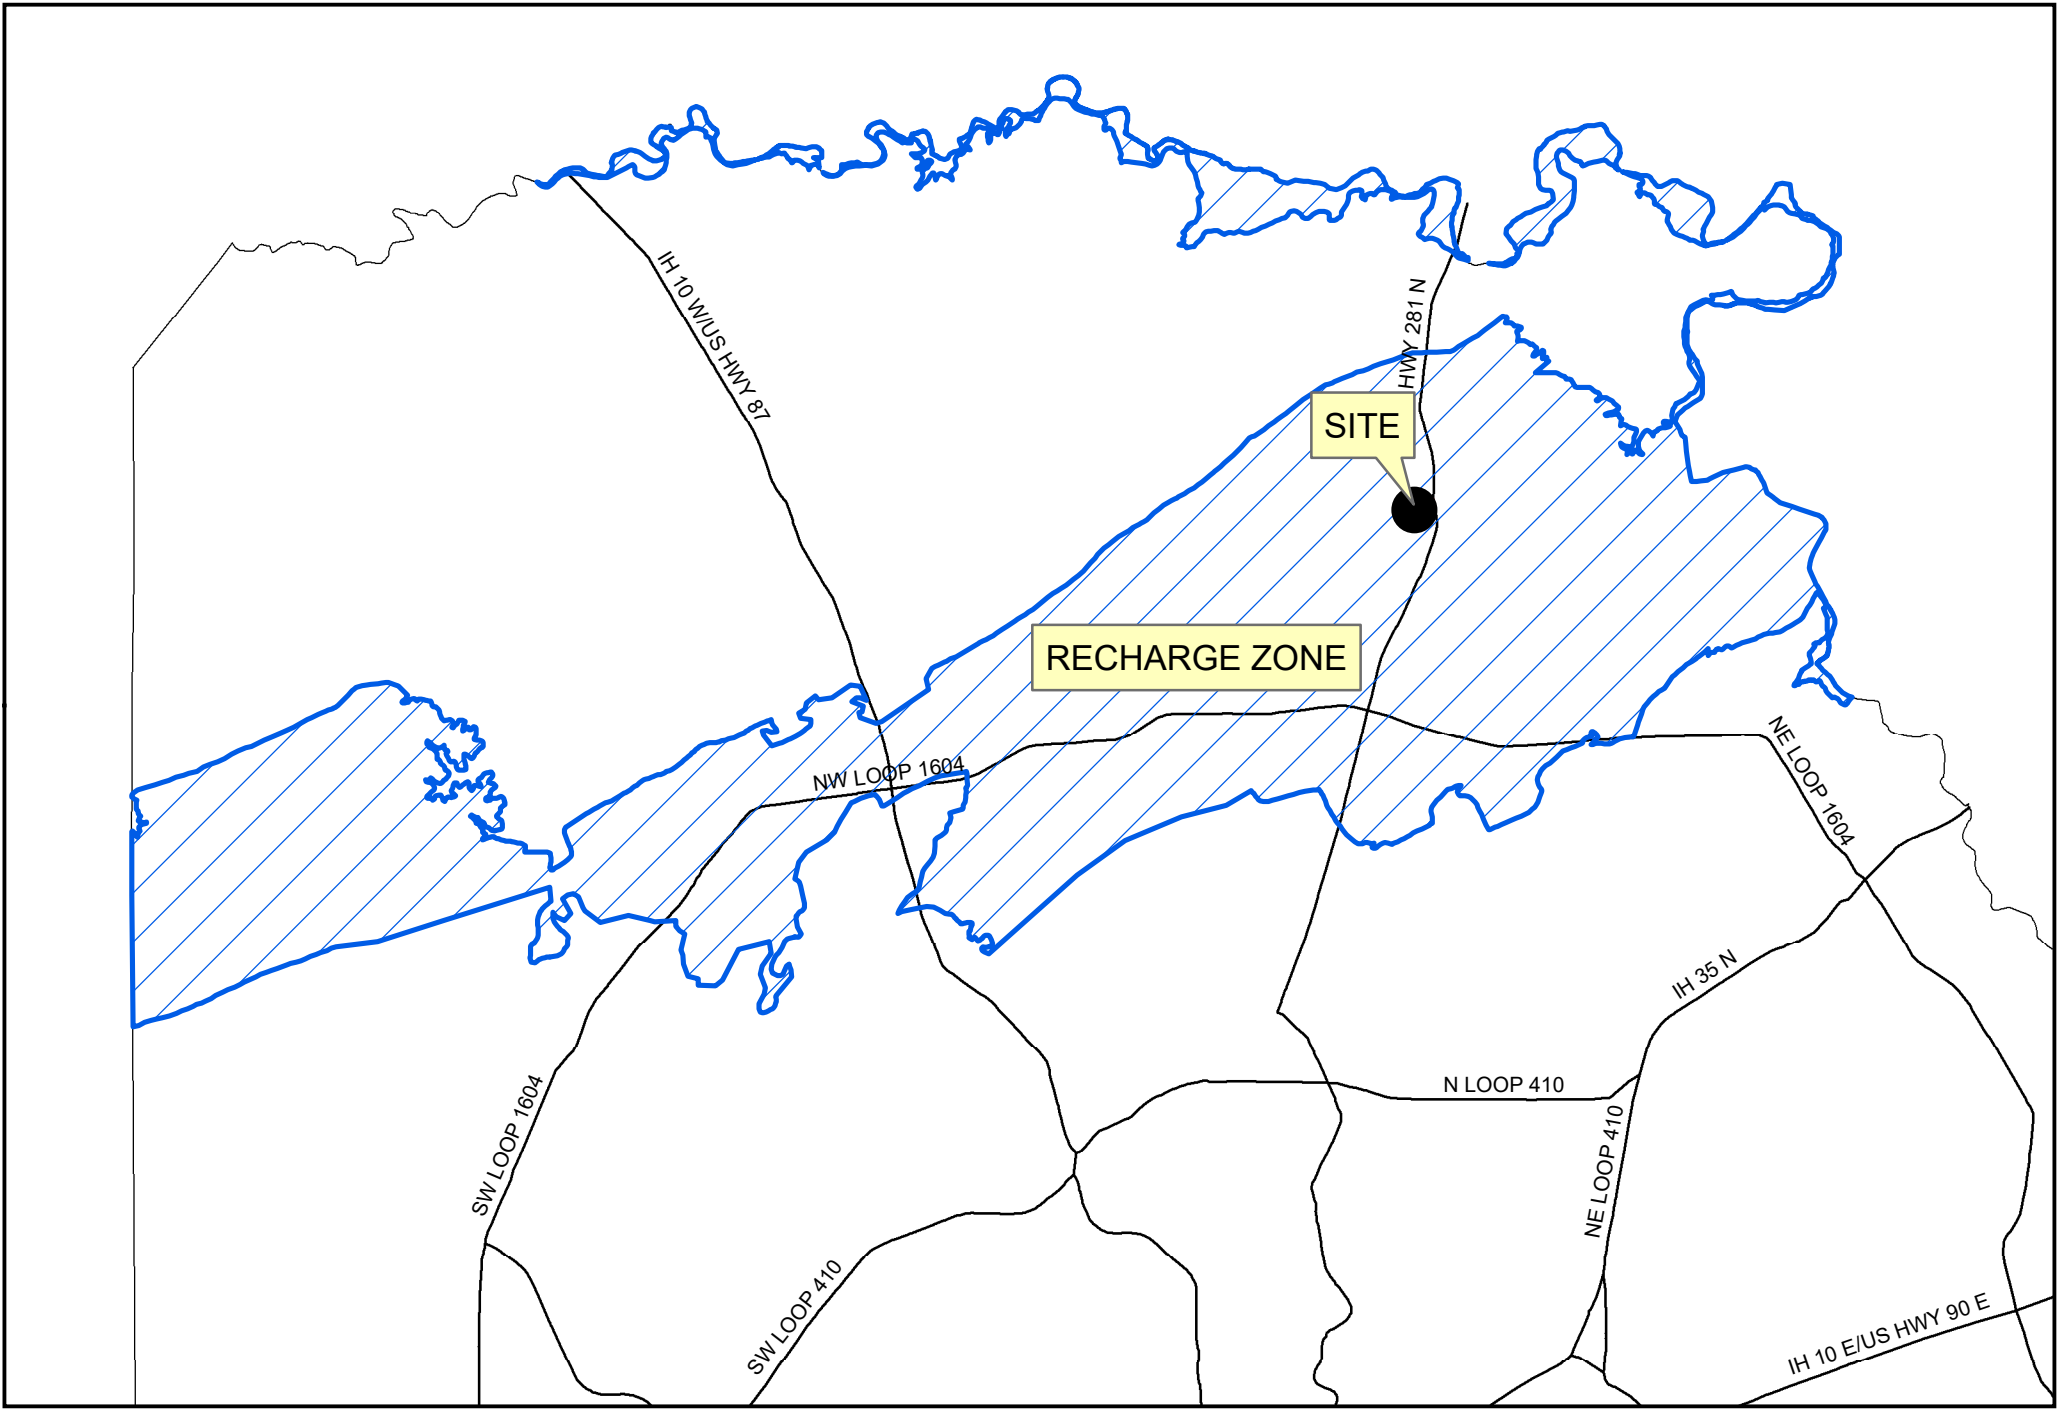 IH 10 W/US HWY 87
HWY 281 N
SITE
RECHARGE ZONE
NW LOOP 1604
NE LOOP 1604
IH 35 N
SW LOOP 1604
N LOOP 410
NE LOOP 410
SW LOOP 410
IH 10 E/US HWY 90 E